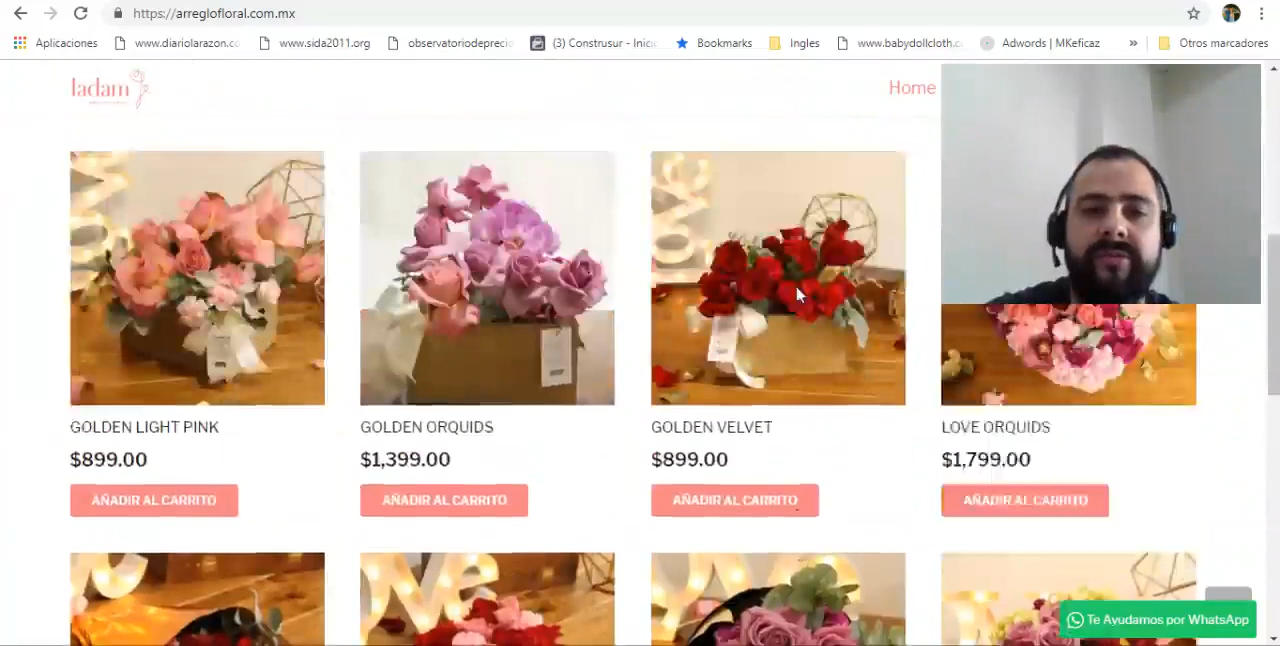 https://arreglofloral.com.mx
Aplicaciones www.diariolarazon.co www.sida2011.org observatoriodepreci (3) Construsur - Inic Bookmarks Ingles www.babydollcloth.c Adwords | MKeficaz » Otros marcadores
ladam
Home
GOLDEN LIGHT PINK GOLDEN ORQUIDS GOLDEN VELVET LOVE ORQUIDS
$899.00 $1,399.00 $899.00 $1,799.00
AÑADIR AL CARRITO AÑADIR AL CARRITO AÑADIR AL CARRITO AÑADIR AL CARRITO
Te Ayudamos por WhatsApp